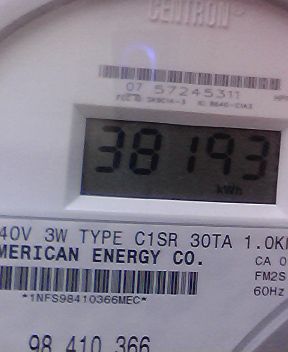 CENTRON®
07 57245311
38193
kWh
40V 3W TYPE C1SR 30TA 1.0K
MERICAN ENERGY CO.
CA 0
FM2S
60Hz
*1NFS98410366MEC*
98 410 366